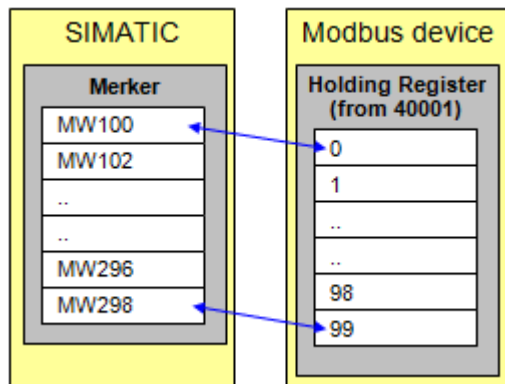 SIMATIC
Merker
MW100
MW102
..
..
MW296
MW298
Modbus device
Holding Register
(from 40001)
0
1
..
..
98
99